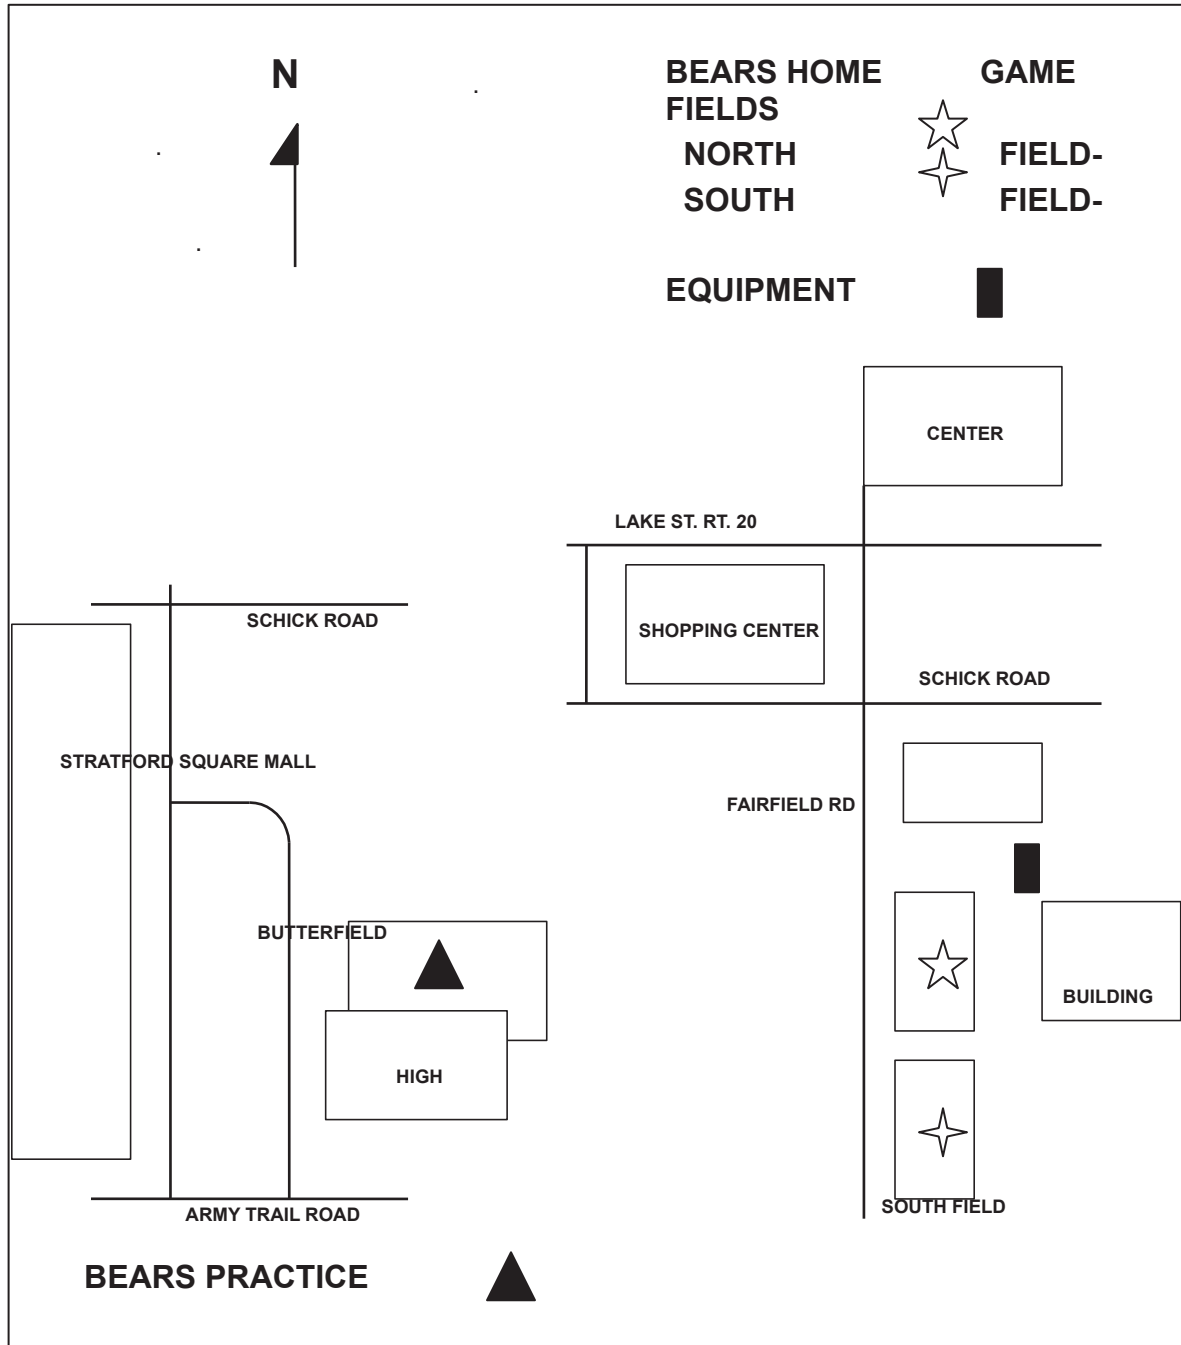 N
BEARS HOME GAME
FIELDS
NORTH FIELD-
SOUTH FIELD-
EQUIPMENT
CENTER
LAKE ST. RT. 20
SCHICK ROAD
SHOPPING CENTER
SCHICK ROAD
STRATFORD SQUARE MALL
FAIRFIELD RD
BUTTERFIELD
BUILDING
HIGH
SOUTH FIELD
ARMY TRAIL ROAD
BEARS PRACTICE